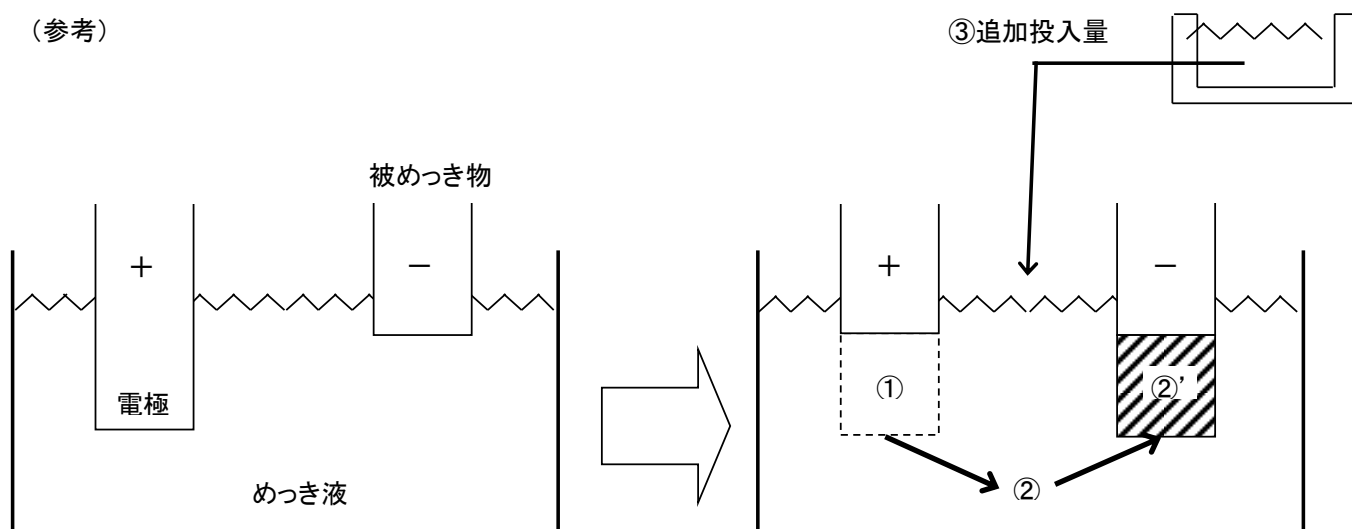 （参考）
③追加投入量
被めっき物
＋
－
電極
めっき液
＋
－
①
②’
②